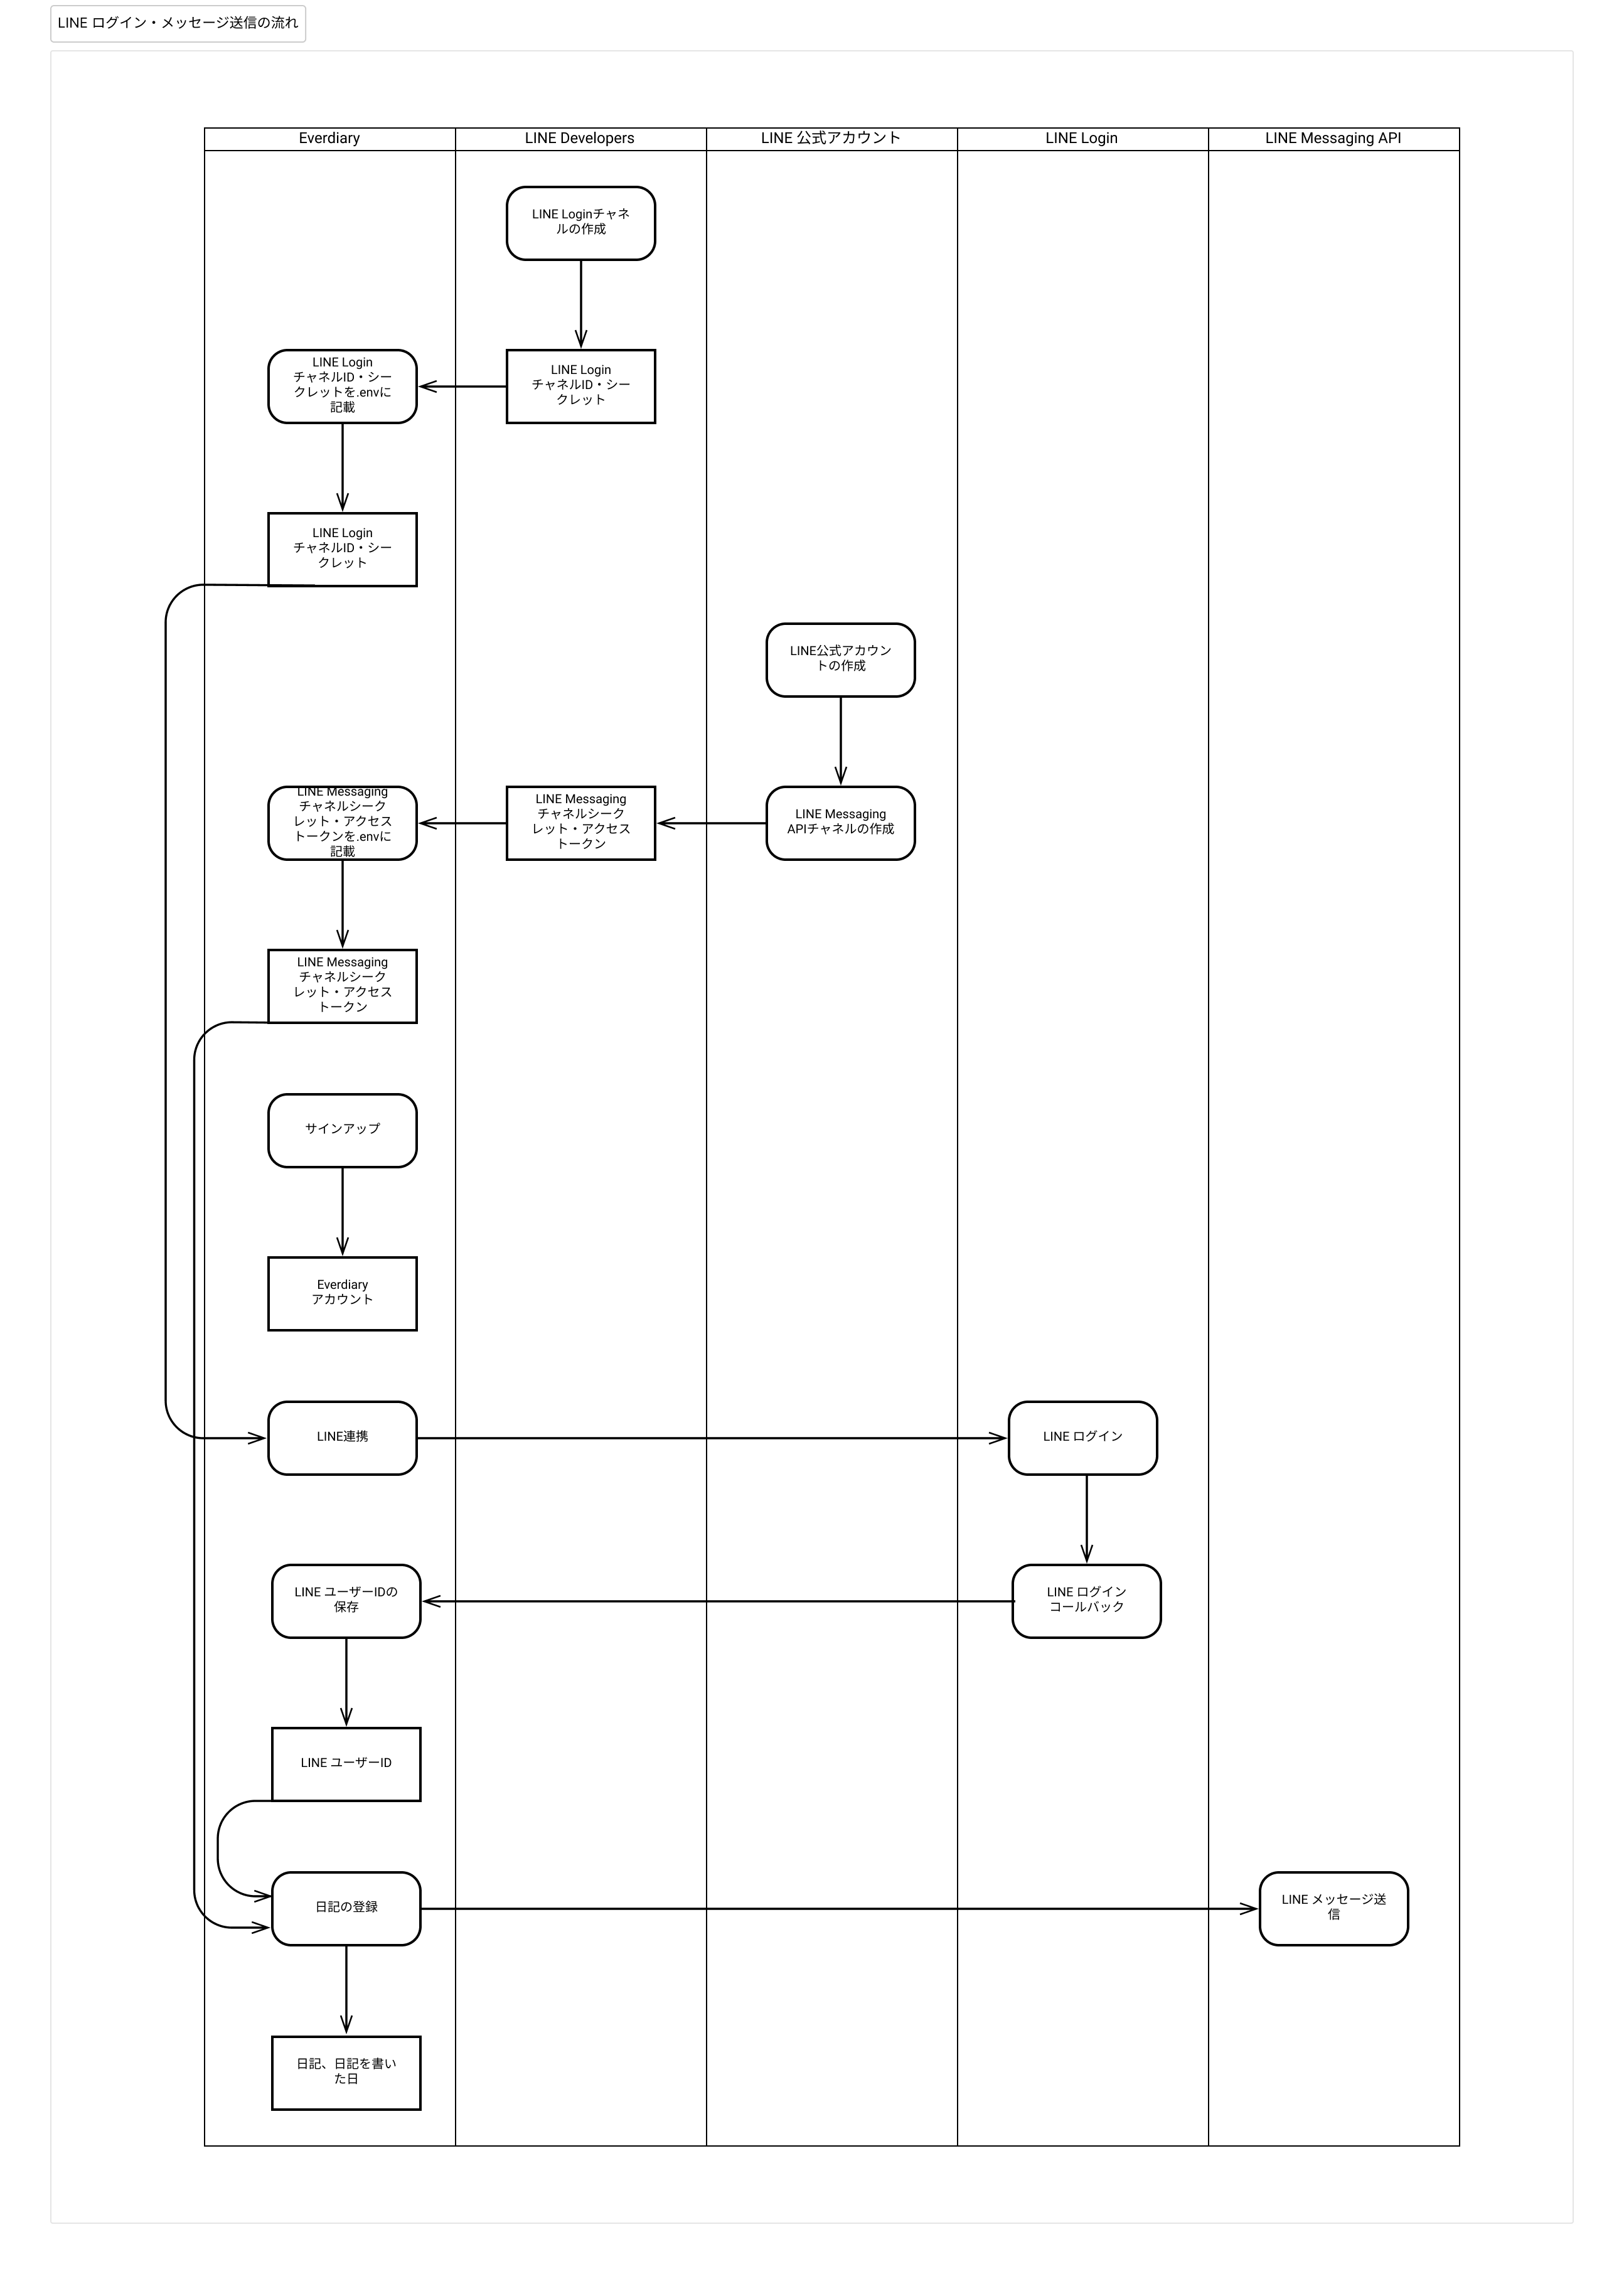 LINE ログイン・メッセージ送信の流れ
Everdiary
LINE Developers
LINE 公式アカウント
LINE Login
LINE Messaging API
LINE Loginチャネ
ルの作成
LINE Login
チャネルID・シー
クレットを.envに
記載
LINE Login
チャネルID・シー
クレット
LINE Login
チャネルID・シー
クレット
LINE公式アカウン
トの作成
LINE Messaging
チャネルシーク
レット・アクセス
トークンを.envに
記載
LINE Messaging
チャネルシーク
レット・アクセス
トークン
LINE Messaging
APIチャネルの作成
LINE Messaging
チャネルシーク
レット・アクセス
トークン
サインアップ
Everdiary
アカウント
LINE連携
LINE ログイン
LINE ユーザーIDの
保存
LINE ログイン
コールバック
LINE ユーザーID
日記の登録
LINE メッセージ送
信
日記、日記を書い
た日